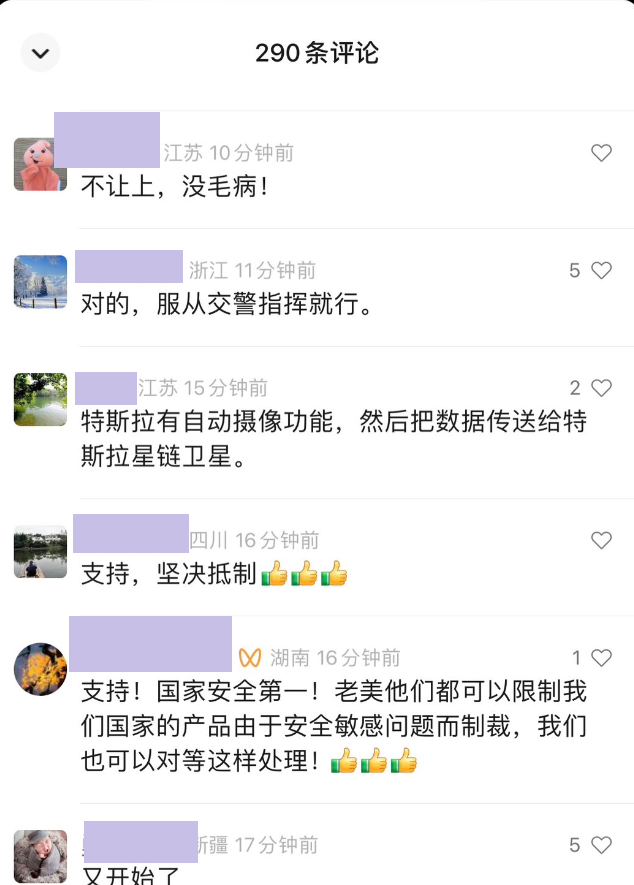 290条评论
江苏 10分钟前
不让上，没毛病！
浙江 11分钟前 5
对的，服从交警指挥就行。
江苏 15分钟前 2
特斯拉有自动摄像功能，然后把数据传送给特
斯拉星链卫星。
四川 16分钟前
支持，坚决抵制👍👍👍
湖南 16分钟前 1
支持！国家安全第一！老美他们都可以限制我
们国家的产品由于安全敏感问题而制裁，我们
也可以对等这样处理！👍👍👍
新疆 17分钟前 5
又开始了